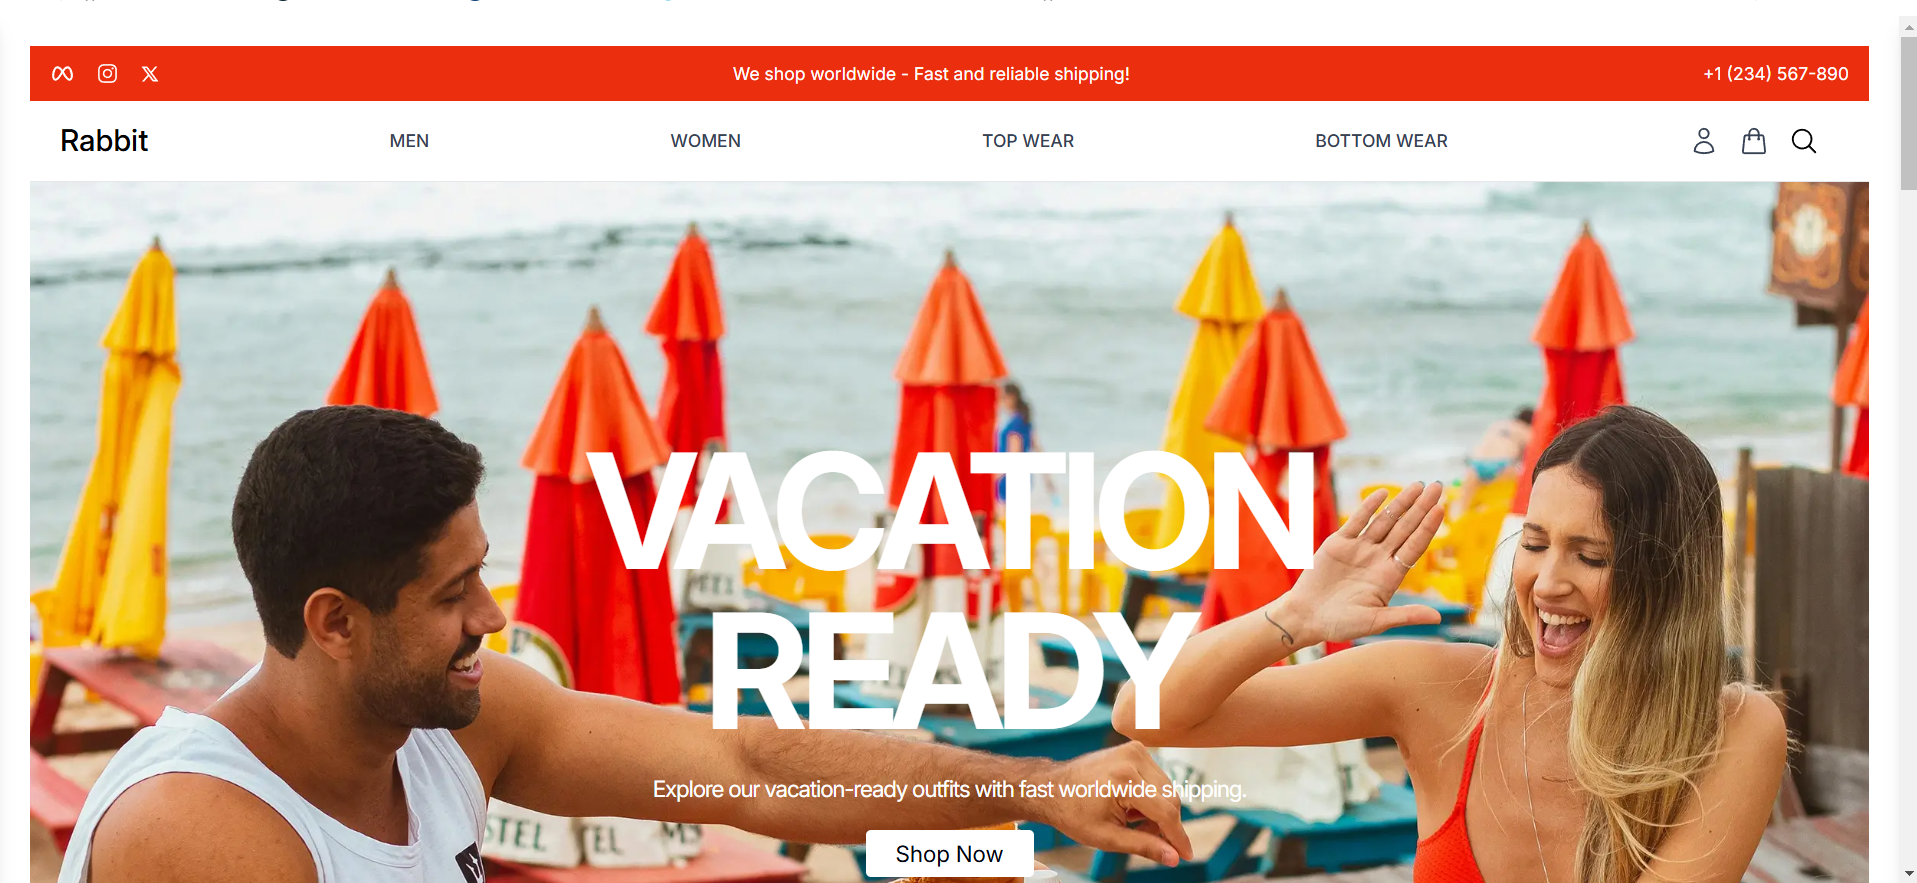 We shop worldwide - Fast and reliable shipping!
+1 (234) 567-890
Rabbit
MEN
WOMEN
TOP WEAR
BOTTOM WEAR
VACATION
READY
Explore our vacation-ready outfits with fast worldwide shipping.
Shop Now